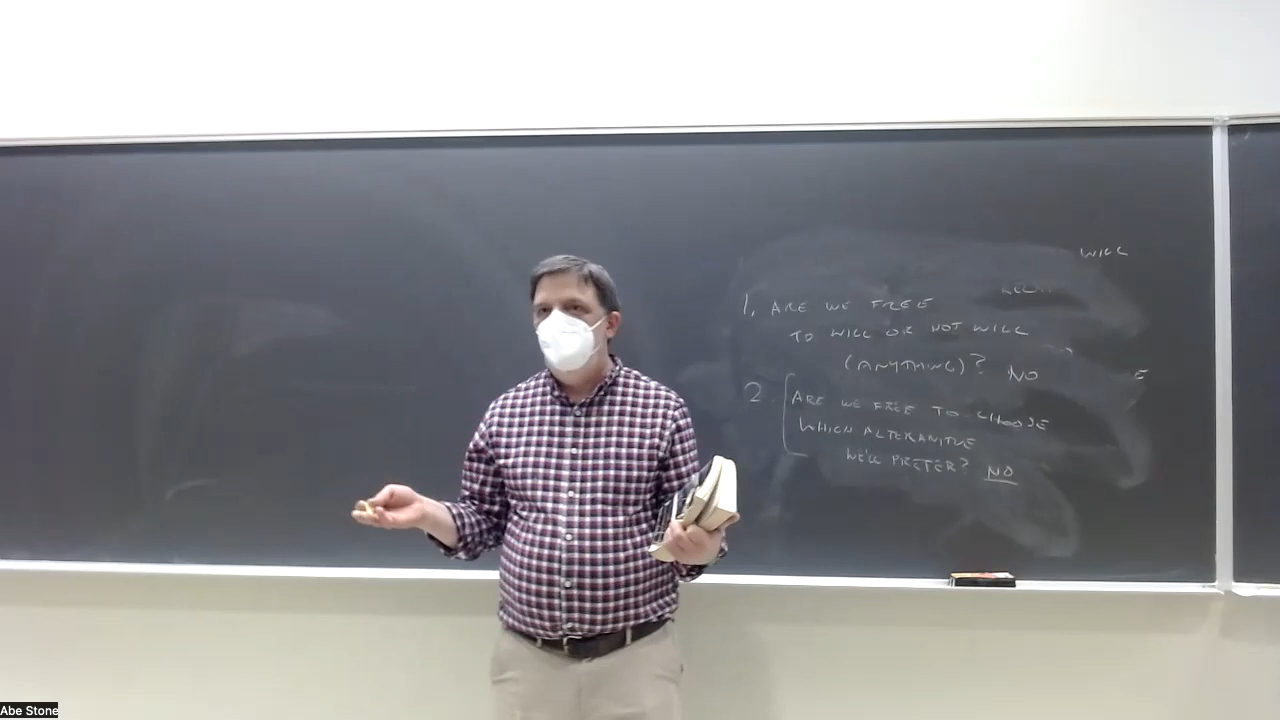 WILL
1. ARE WE FREE
TO WILL OR NOT WILL
(ANYTHING)? NO
E
2. ARE WE FREE TO CHOOSE
WHICH ALTERANITVE
WE'LL PREFER? NO
Abe Stone